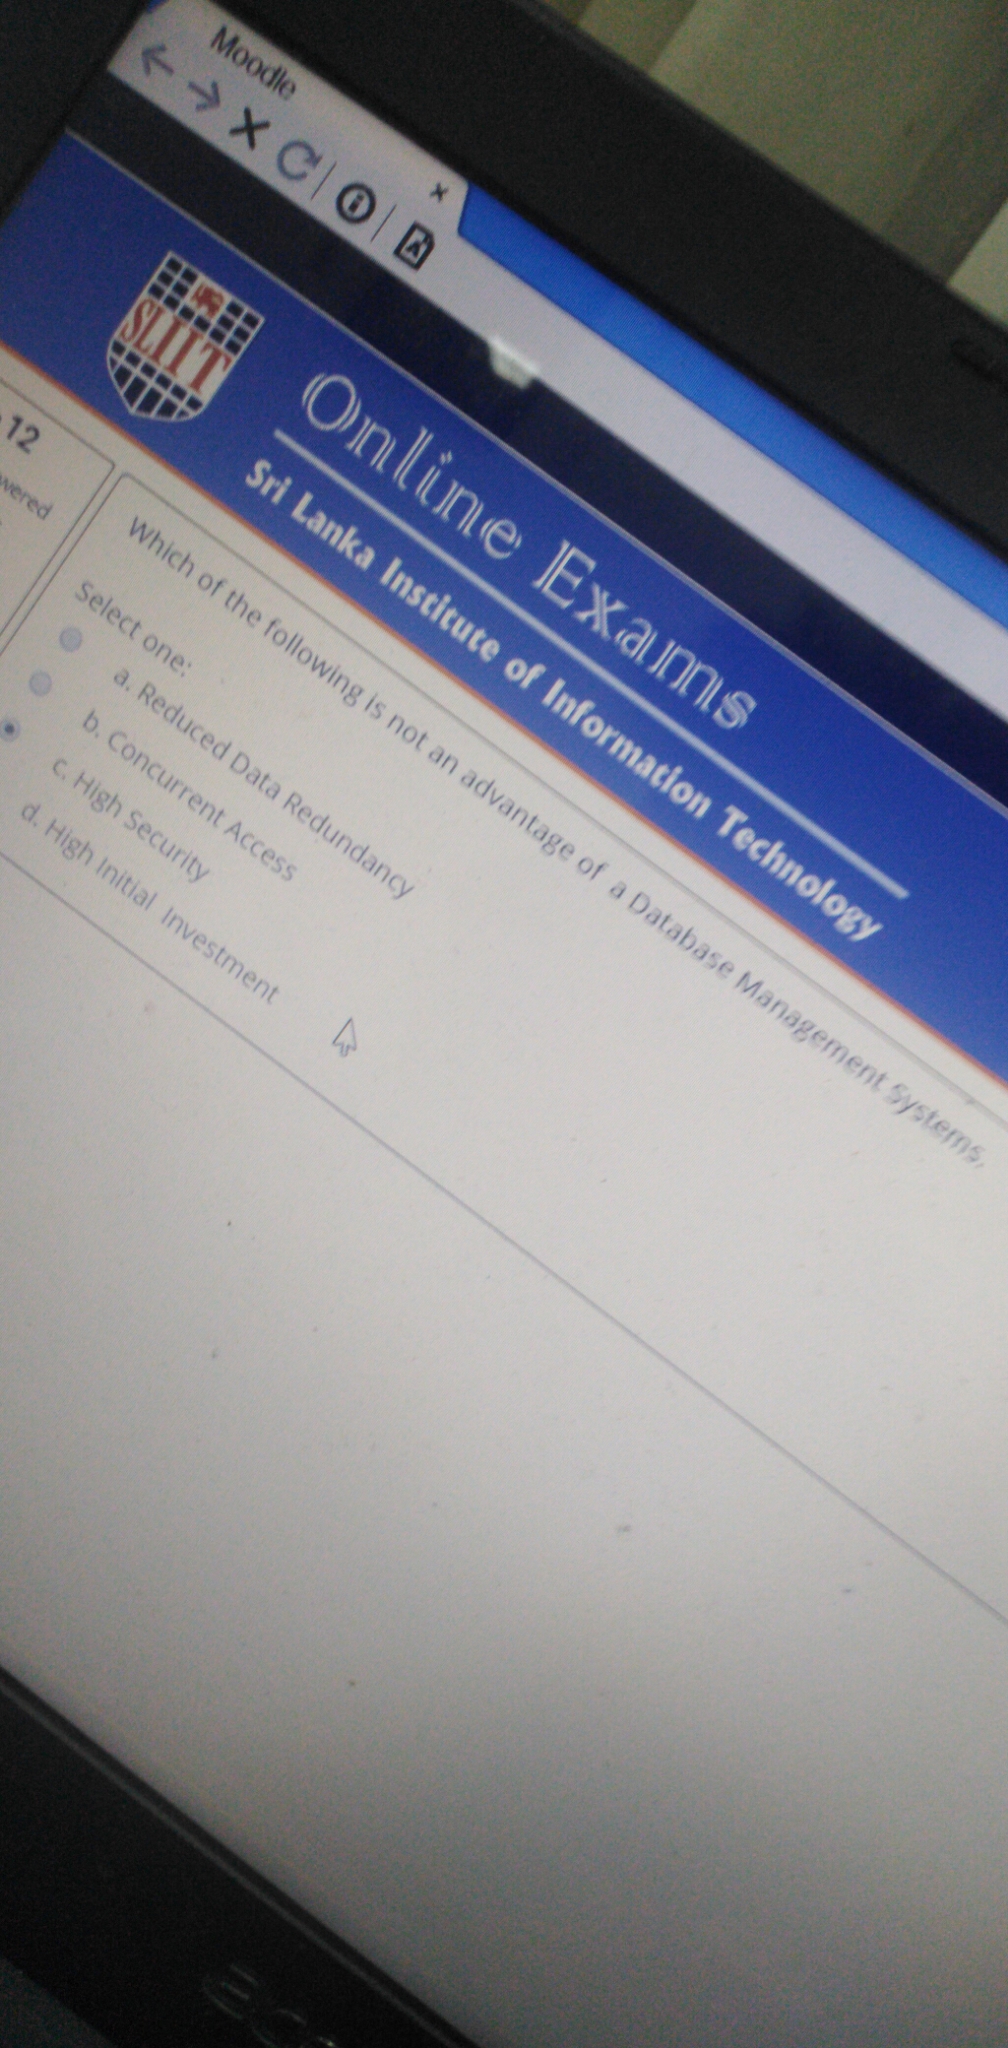 Moodle
SLIIT
Online Exams
Sri Lanka Institute of Information Technology
12
wered
Which of the following is not an advantage of a Database Management Systems.
Select one:
a. Reduced Data Redundancy
b. Concurrent Access
c. High Security
d. High Initial Investment